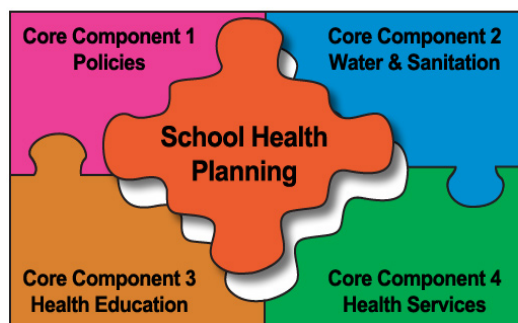 Core Component 1
Policies
Core Component 2
Water & Sanitation
School Health
Planning
Core Component 3
Health Education
Core Component 4
Health Services